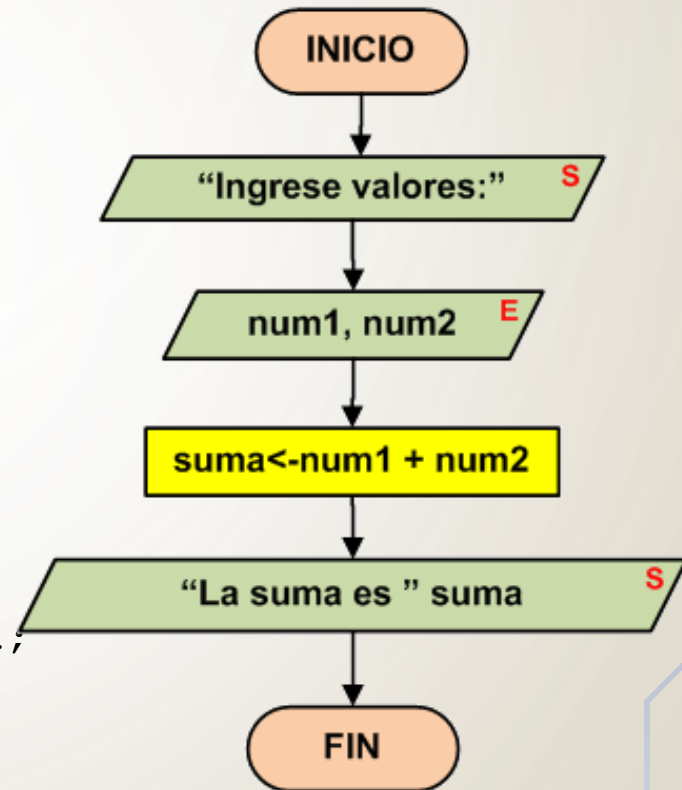 INICIO
“Ingrese valores:” S
num1, num2 E
suma<-num1 + num2
“La suma es ” suma S
.;
FIN